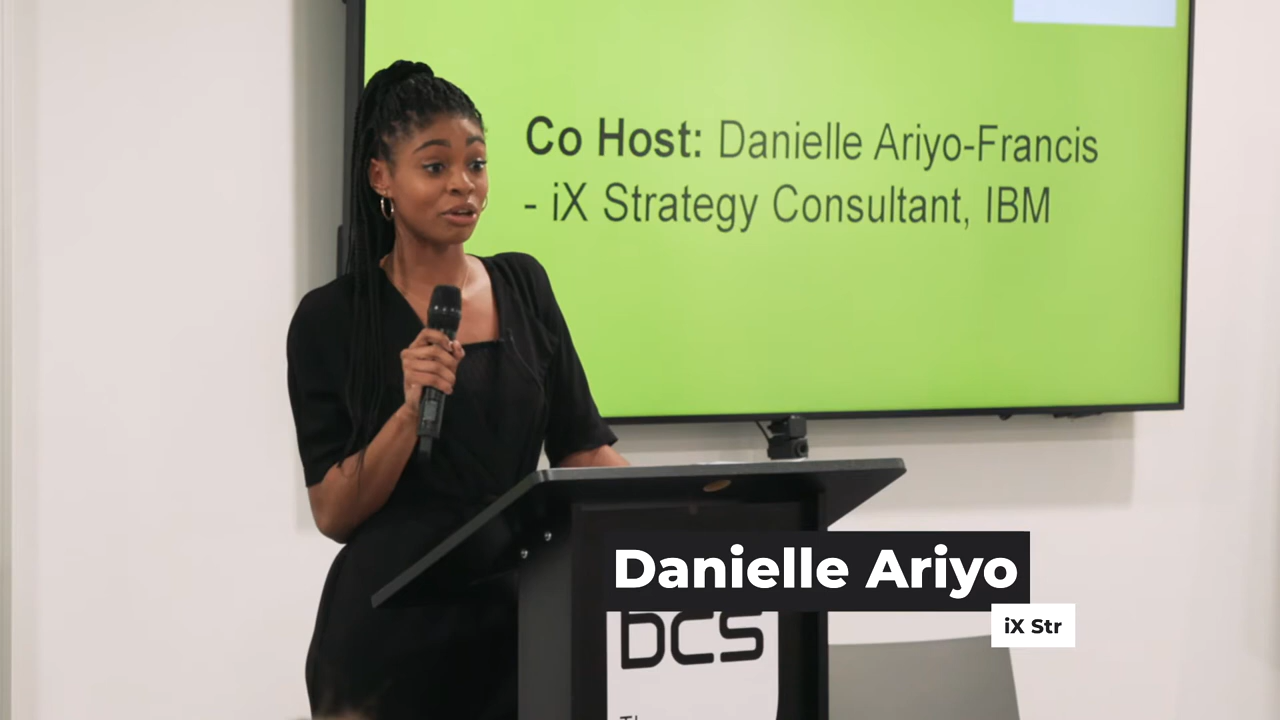 Co Host: Danielle Ariyo-Francis
- iX Strategy Consultant, IBM
Danielle Ariyo
iX Str
DCS